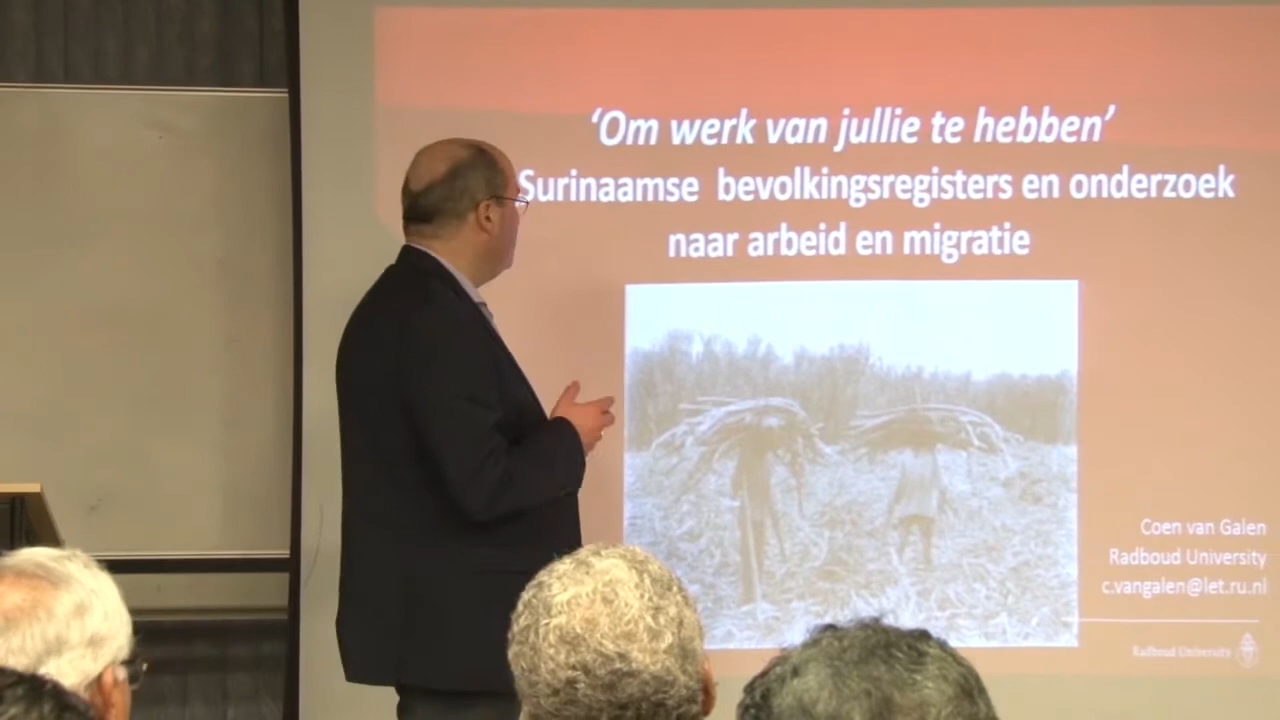 ‘Om werk van jullie te hebben’
Surinaamse bevolkingsregisters en onderzoek
naar arbeid en migratie
Coen van Galen
Radboud University
c.vangalen@let.ru.nl
Radboud University